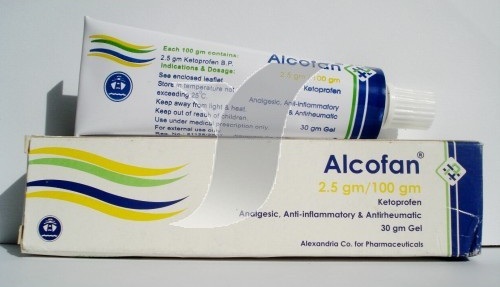 Each 100 gm contains:
2.5 gm Ketoprofen B.P.
Indications & Dosage:
See enclosed leaflet
Store in temperature not
exceeding 25°C
Keep away from light & heat.
Keep out of reach of children.
Use under medical prescription only.
For external use only
Alcofan®
2.5 gm/100 gm
Ketoprofen
Analgesic, Anti-inflammatory
& Antirheumatic
30 gm Gel
Alcofan®
2.5 gm/100 gm
Ketoprofen
Analgesic, Anti-inflammatory & Antirheumatic
30 gm Gel
Alexandria Co. for Pharmaceuticals